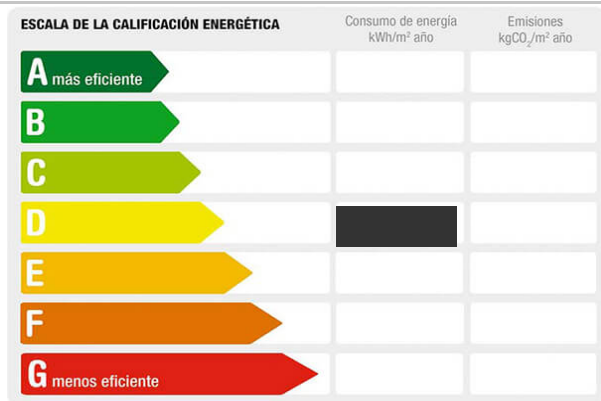 ESCALA DE LA CALIFICACIÓN ENERGÉTICA
Consumo de energía
kWh/m² año
Emisiones
kgCO₂/m² año
A más eficiente
B
C
D
E
F
G menos eficiente